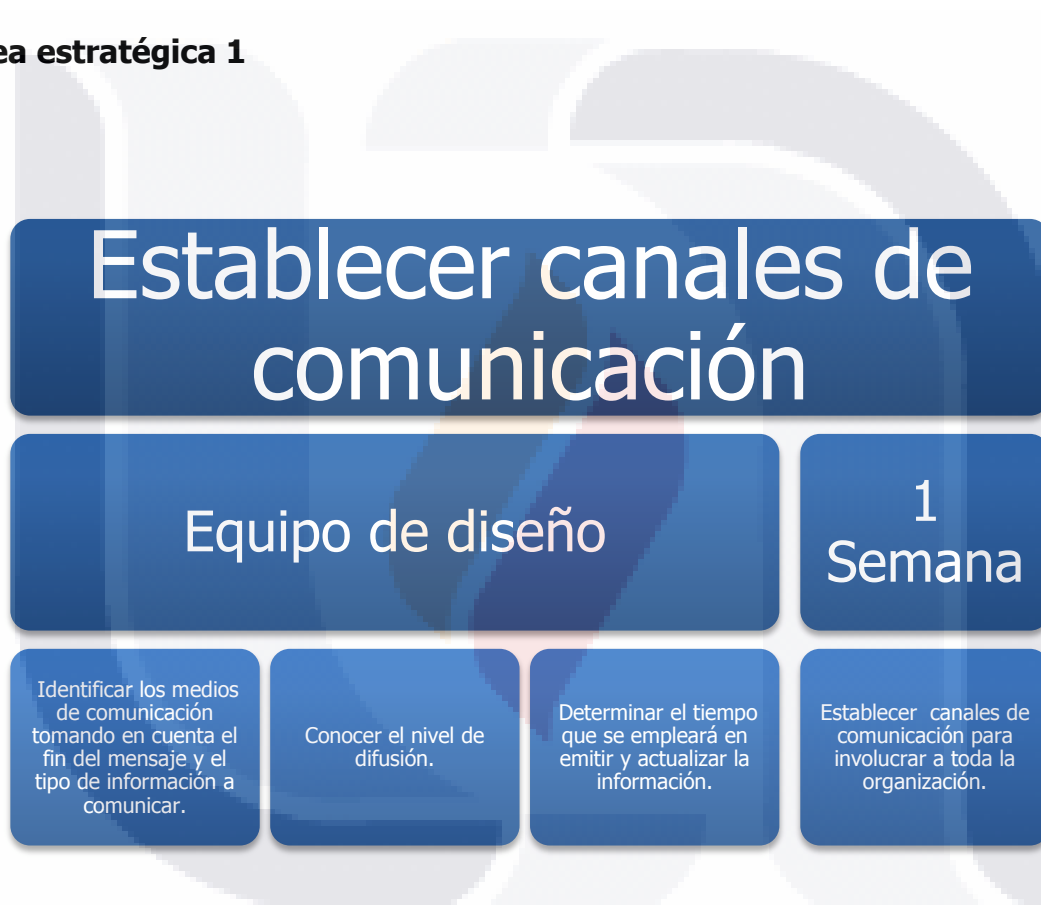 ea estratégica 1
Establecer canales de
comunicación
Equipo de diseño
1
Semana
Identificar los medios
de comunicación
tomando en cuenta el
fin del mensaje y el
tipo de información a
comunicar.
Conocer el nivel de
difusión.
Determinar el tiempo
que se empleará en
emitir y actualizar la
información.
Establecer  canales de
comunicación para
involucrar a toda la
organización.